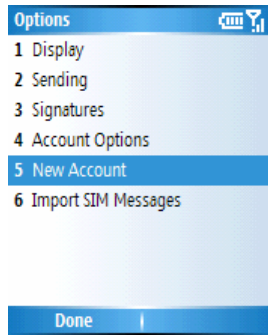 Options
1 Display
2 Sending
3 Signatures
4 Account Options
5 New Account
6 Import SIM Messages
Done